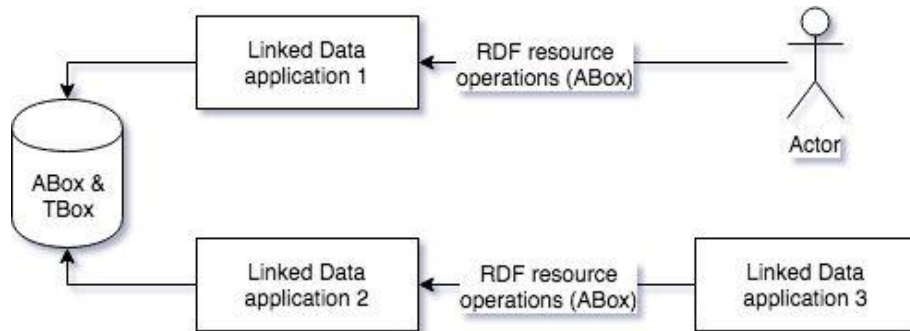 Linked Data
application 1
RDF resource
operations (ABox)
Actor
ABox &
TBox
Linked Data
application 2
RDF resource
operations (ABox)
Linked Data
application 3